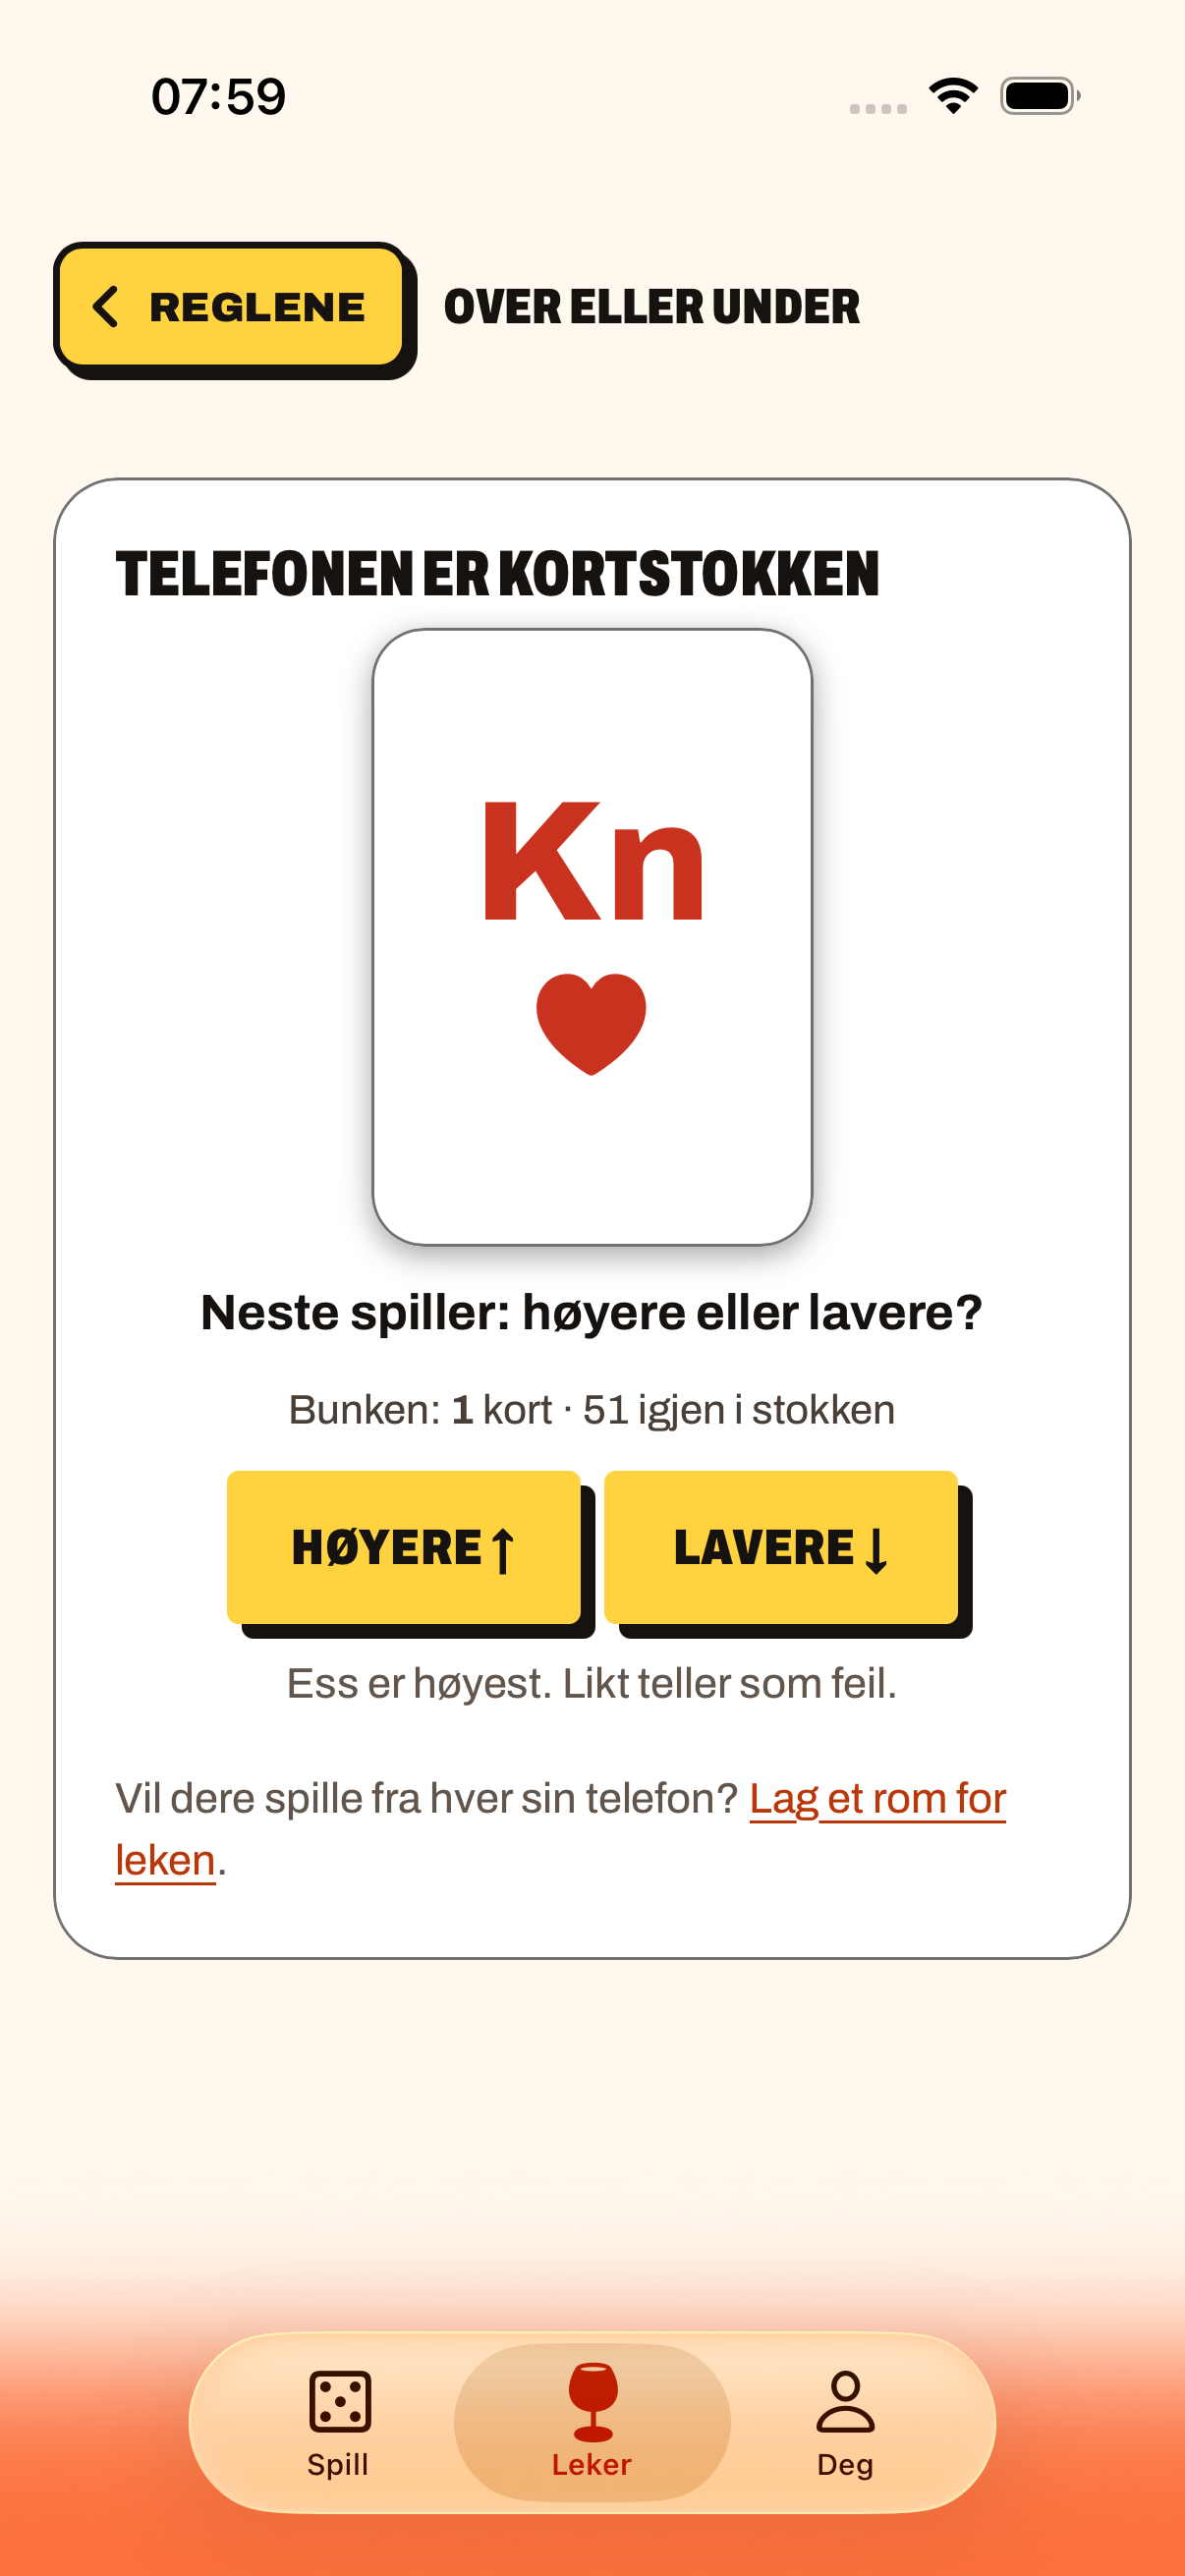 07:59
REGLENE
OVER ELLER UNDER
TELEFONEN ER KORTSTOKKEN
Kn
Neste spiller: høyere eller lavere?
Bunken: 1 kort · 51 igjen i stokken
HØYERE ↑
LAVERE ↓
Ess er høyest. Likt teller som feil.
Vil dere spille fra hver sin telefon? Lag et rom for
leken.
Spill
Leker
Deg